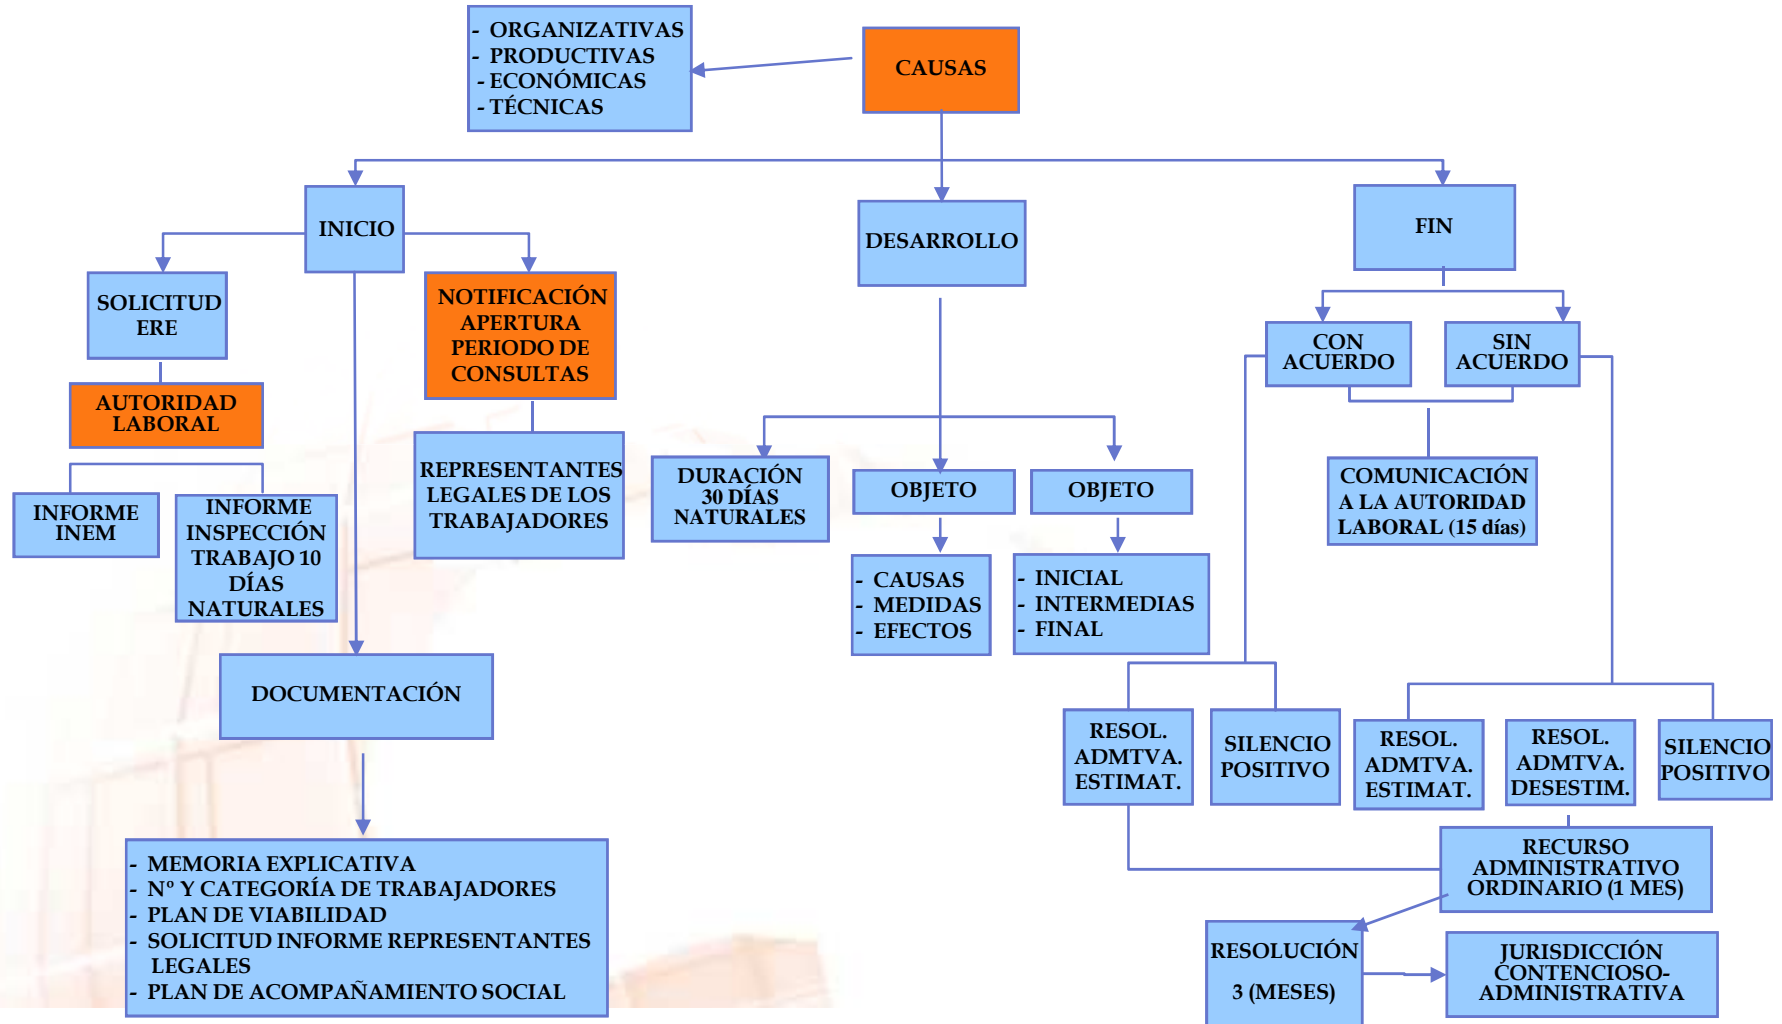 - ORGANIZATIVAS
- PRODUCTIVAS
- ECONÓMICAS
- TÉCNICAS
CAUSAS
INICIO
DESARROLLO
FIN
SOLICITUD
ERE
AUTORIDAD
LABORAL
INFORME
INEM
INFORME
INSPECCIÓN
TRABAJO 10
DÍAS
NATURALES
NOTIFICACIÓN
APERTURA
PERIODO DE
CONSULTAS
REPRESENTANTES
LEGALES DE LOS
TRABAJADORES
DOCUMENTACIÓN
- MEMORIA EXPLICATIVA
- Nº Y CATEGORÍA DE TRABAJADORES
- PLAN DE VIABILIDAD
- SOLICITUD INFORME REPRESENTANTES
LEGALES
- PLAN DE ACOMPAÑAMIENTO SOCIAL
DURACIÓN
30 DÍAS
NATURALES
OBJETO
- CAUSAS
- MEDIDAS
- EFECTOS
OBJETO
- INICIAL
- INTERMEDIAS
- FINAL
CON
ACUERDO
SIN
ACUERDO
COMUNICACIÓN
A LA AUTORIDAD
LABORAL (15 días)
RESOL.
ADMTVA.
ESTIMAT.
SILENCIO
POSITIVO
RESOL.
ADMTVA.
ESTIMAT.
RESOL.
ADMTVA.
DESESTIM.
SILENCIO
POSITIVO
RECURSO
ADMINISTRATIVO
ORDINARIO (1 MES)
RESOLUCIÓN
3 (MESES)
JURISDICCIÓN
CONTENCIOSO-
ADMINISTRATIVA